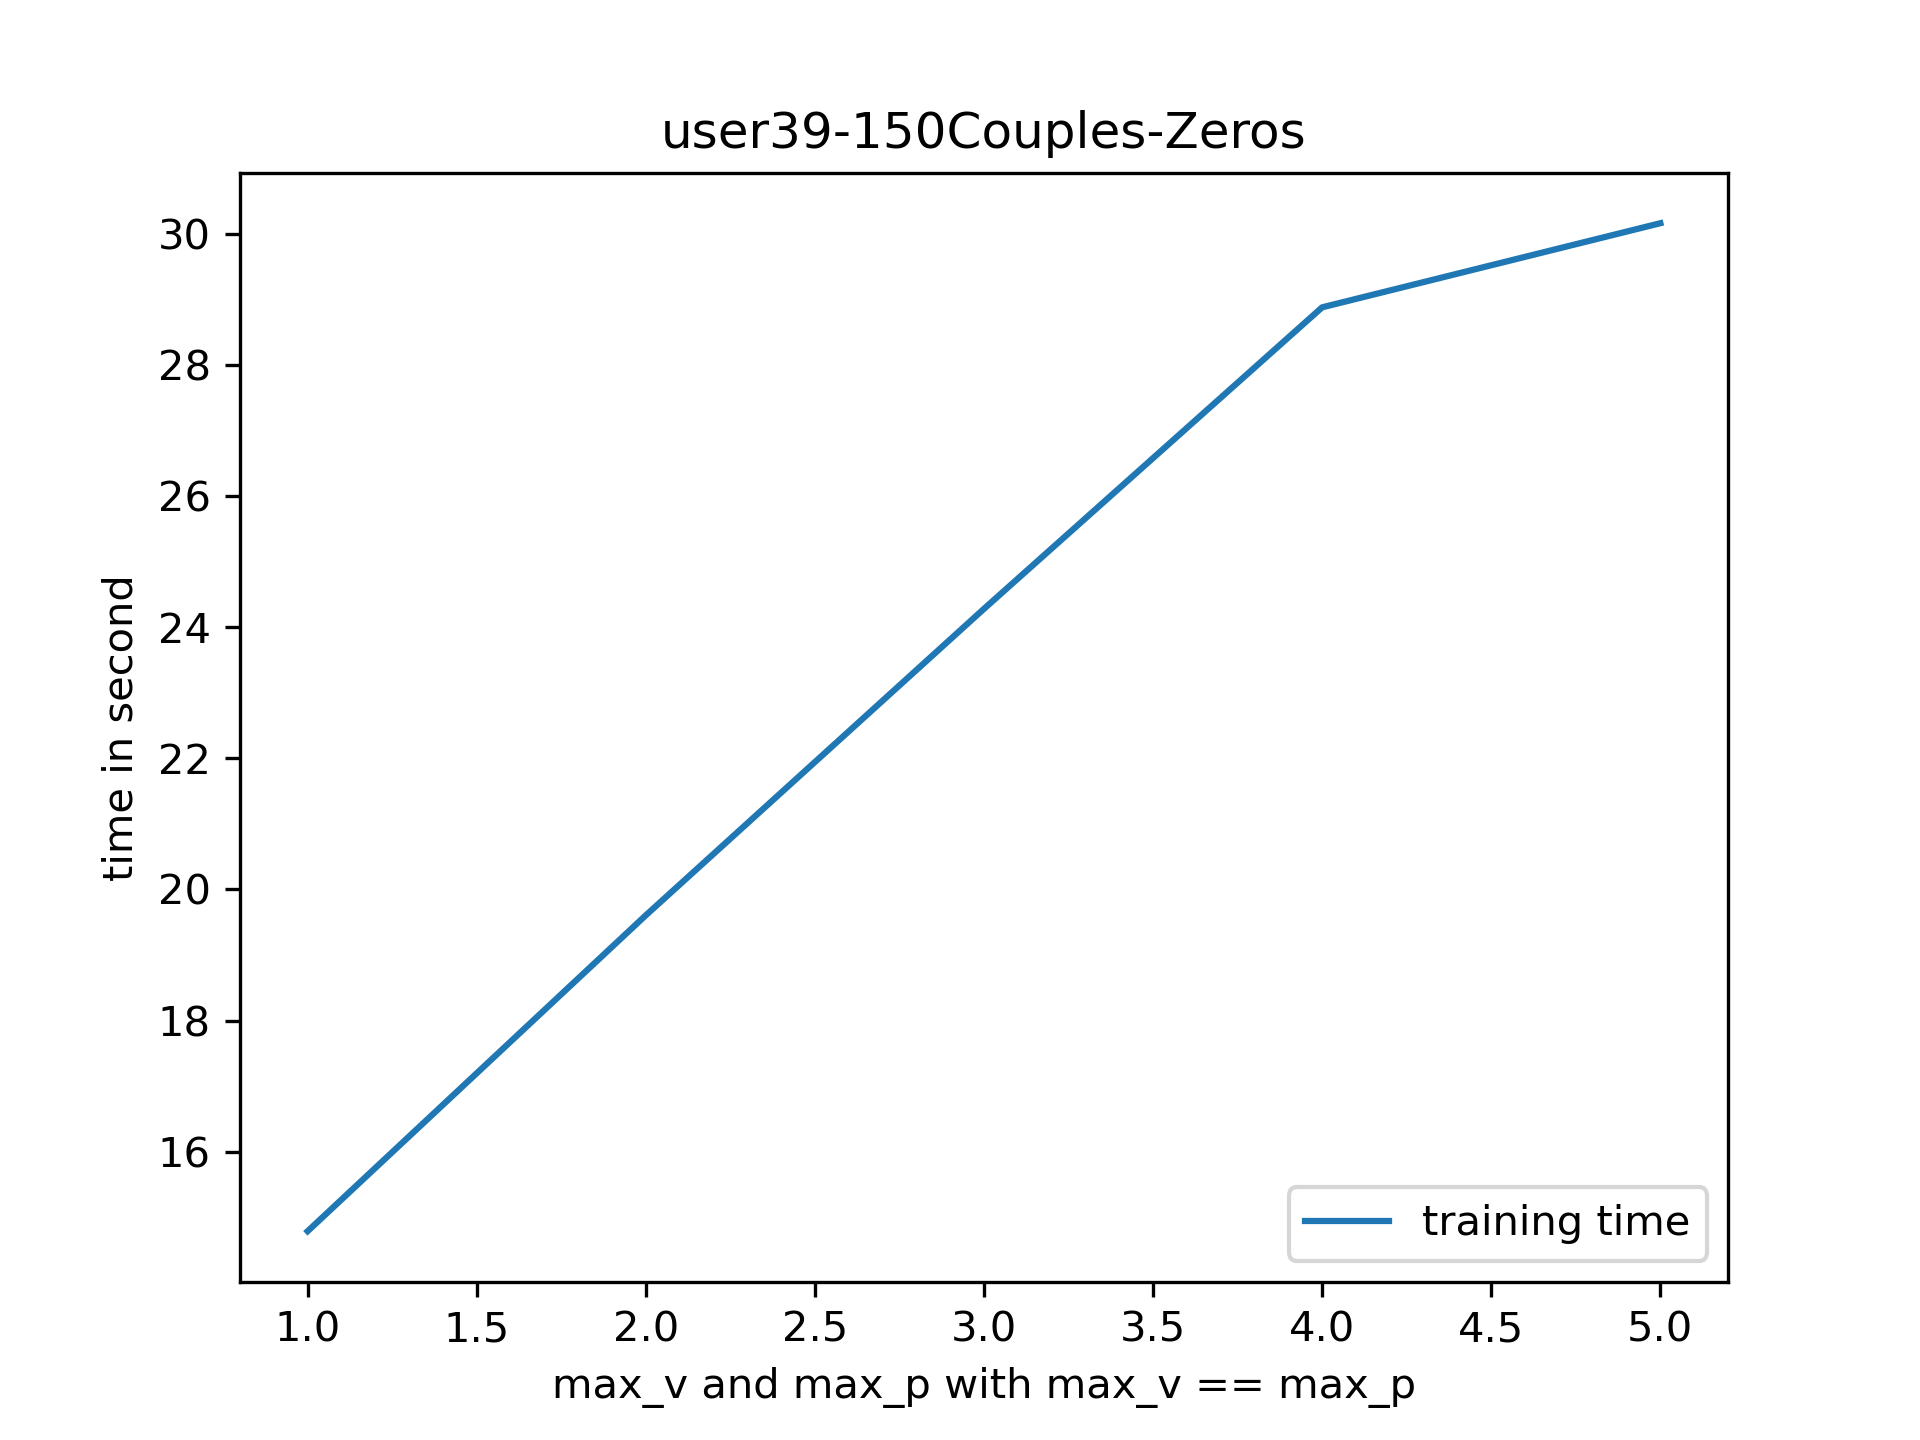 user39-150Couples-Zeros
30
28
26
24
22
20
18
16
time in second
training time
1.0 1.5 2.0 2.5 3.0 3.5 4.0 4.5 5.0
max_v and max_p with max_v == max_p